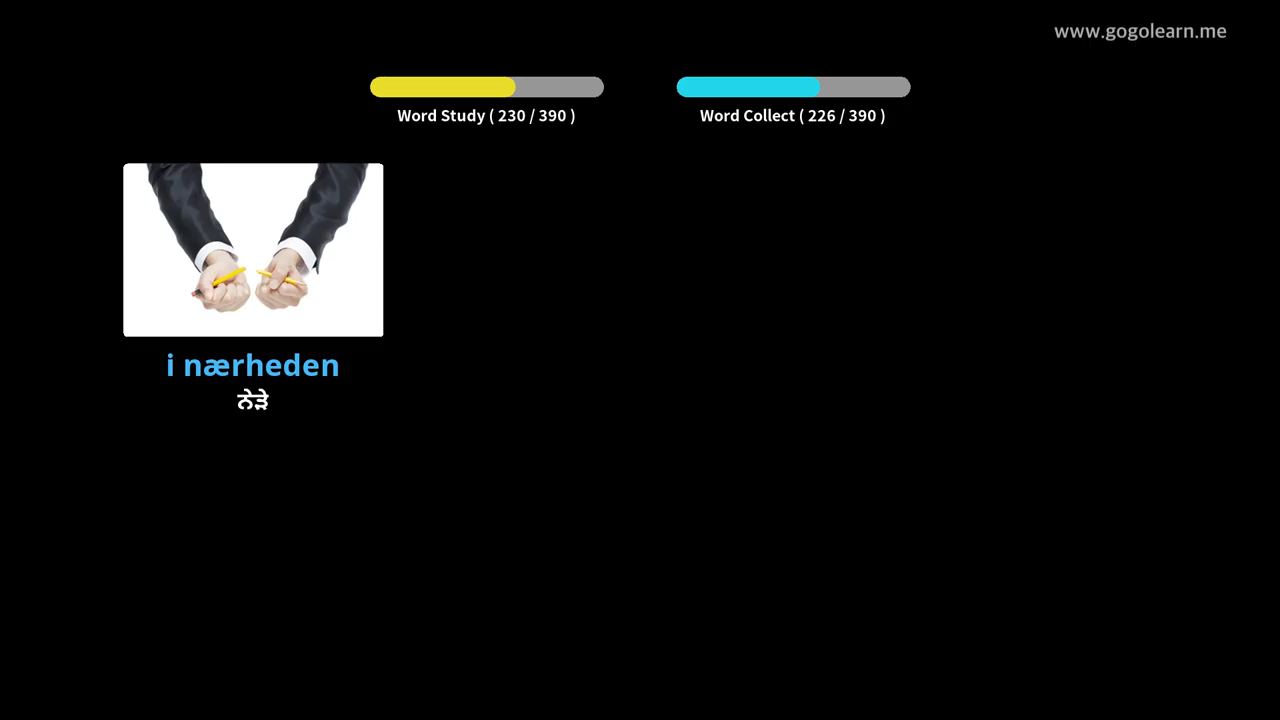 www.gogolearn.me
Word Study ( 230 / 390 )
Word Collect ( 226 / 390 )
i nærheden
ਨੇੜੇ